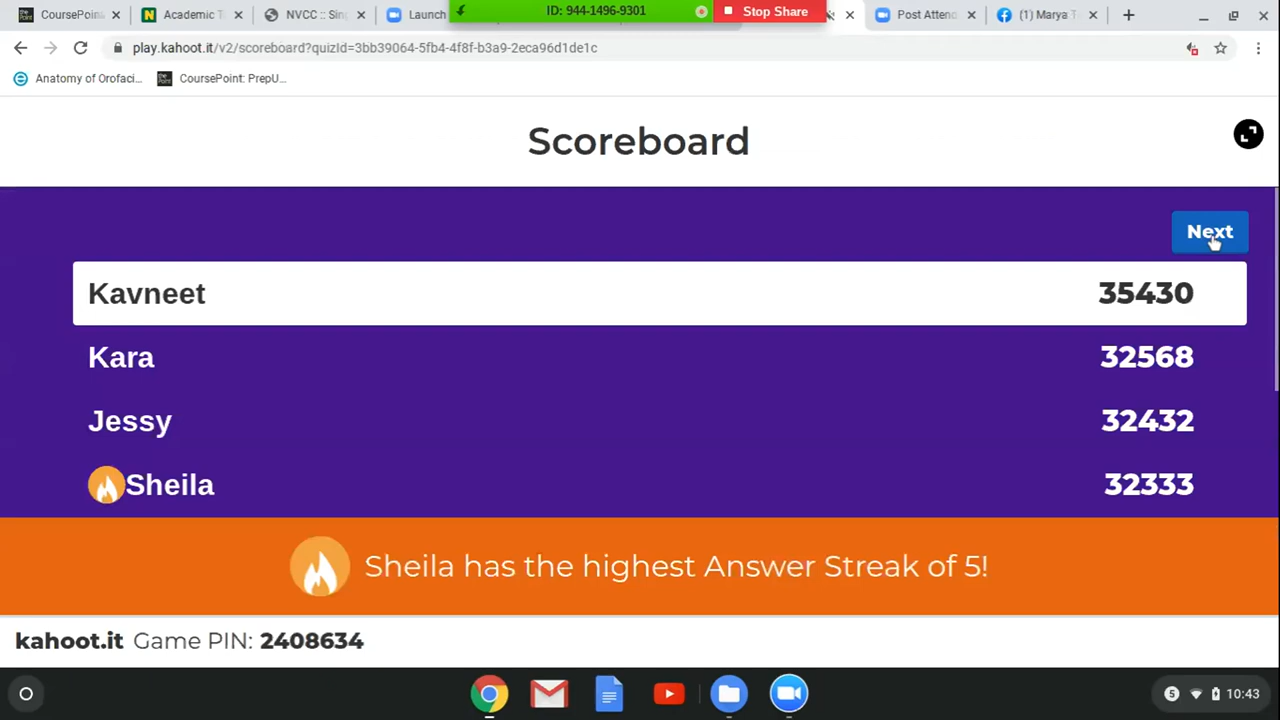 CoursePoint
Academic T
NVCC :: Sin
Launch
ID: 944-1496-9301
Stop Share
Post Attend
(1) Marya T
play.kahoot.it/v2/scoreboard?quizId=3bb39064-5fb4-4f8f-b3a9-2eca96d1de1c
Anatomy of Orofaci...
CoursePoint: PrepU...
Scoreboard
Next
Kavneet 35430
Kara 32568
Jessy 32432
Sheila 32333
Sheila has the highest Answer Streak of 5!
kahoot.it Game PIN: 2408634
5 10:43